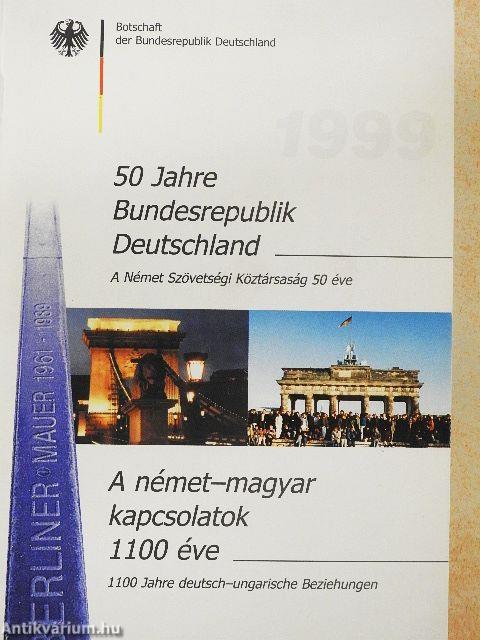 Botschaft
der Bundesrepublik Deutschland
1999
50 Jahre
Bundesrepublik
Deutschland
A Német Szövetségi Köztársaság 50 éve
BERLINER MAUER 1961 - 1989
A német–magyar
kapcsolatok
1100 éve
1100 Jahre deutsch–ungarische Beziehungen
Antikvárium.hu